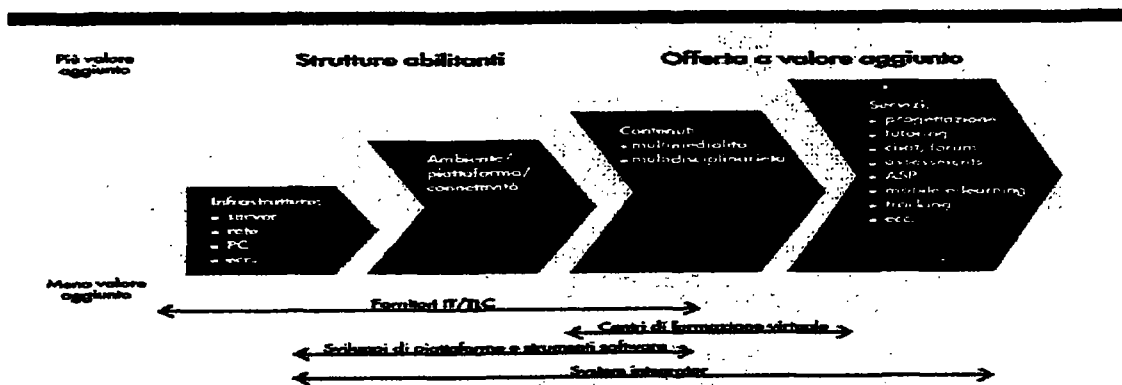 Più valore
aggiunto
Strutture abilitanti
Offerta a valore aggiunto
Infrastruttura:
- server
- rete
- PC
- ecc.
Ambiente/
piattaforma/
connettività
Contenuti:
- multimedialità
- multidisciplinarietà
Servizi:
- progettazione
- tutoring
- chat, forum
- assessments
- ASP
- mobile e-learning
- tracking
- ecc.
Meno valore
aggiunto
Fornitori IT/TLC
Centri di formazione virtuale
Sviluppi di piattaforme e strumenti software
System integrator